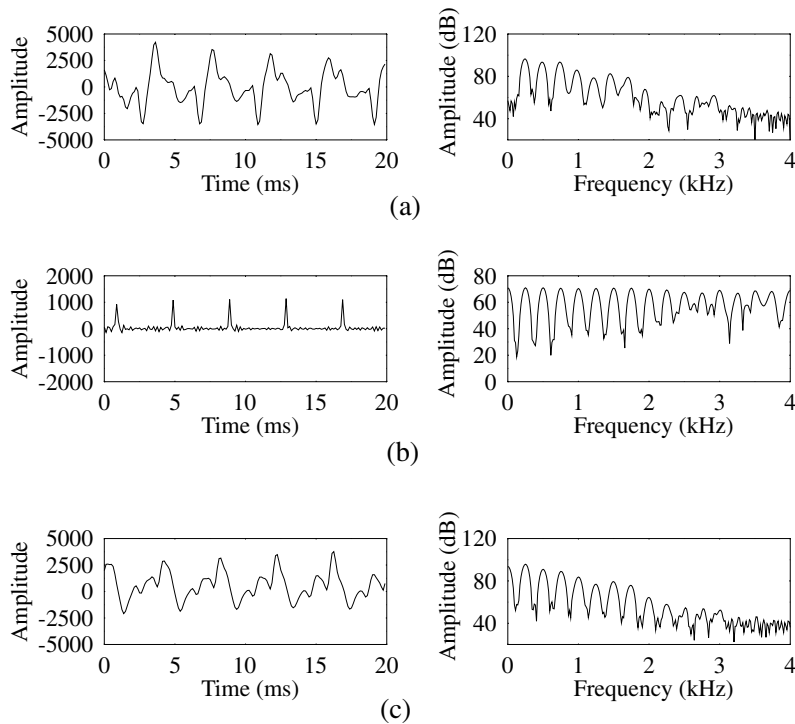 Amplitude
5000
2500
0
-2500
-5000
0 5 10 15 20
Time (ms)
Amplitude (dB)
120
80
40
0 1 2 3 4
Frequency (kHz)
(a)
Amplitude
2000
1000
0
-1000
-2000
0 5 10 15 20
Time (ms)
Amplitude (dB)
80
60
40
20
0
0 1 2 3 4
Frequency (kHz)
(b)
Amplitude
5000
2500
0
-2500
-5000
0 5 10 15 20
Time (ms)
Amplitude (dB)
120
80
40
0 1 2 3 4
Frequency (kHz)
(c)